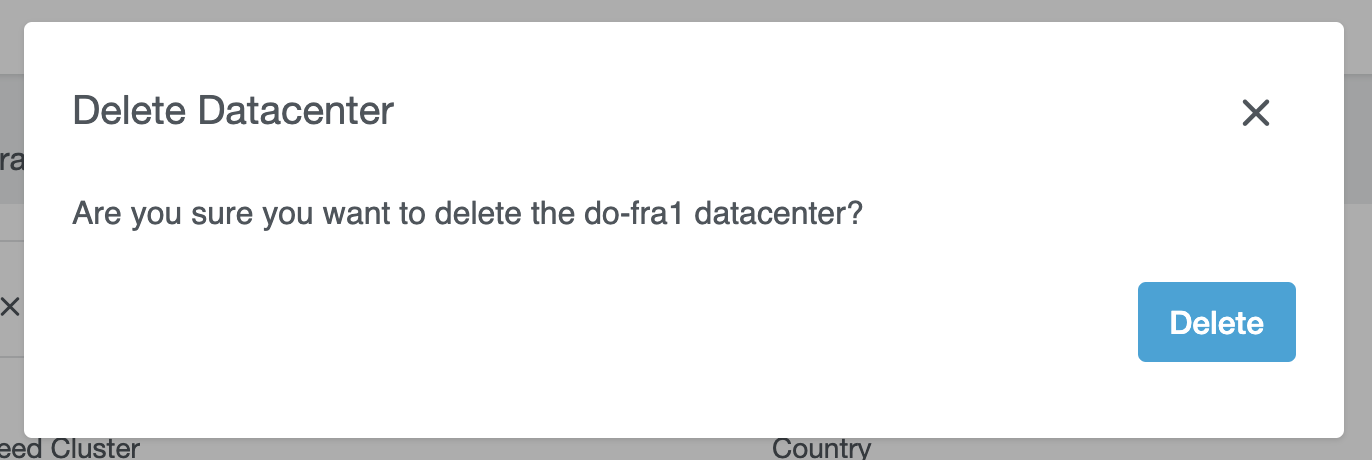 Delete Datacenter
ra
Are you sure you want to delete the do-fra1 datacenter?
Delete
eed Cluster
Country